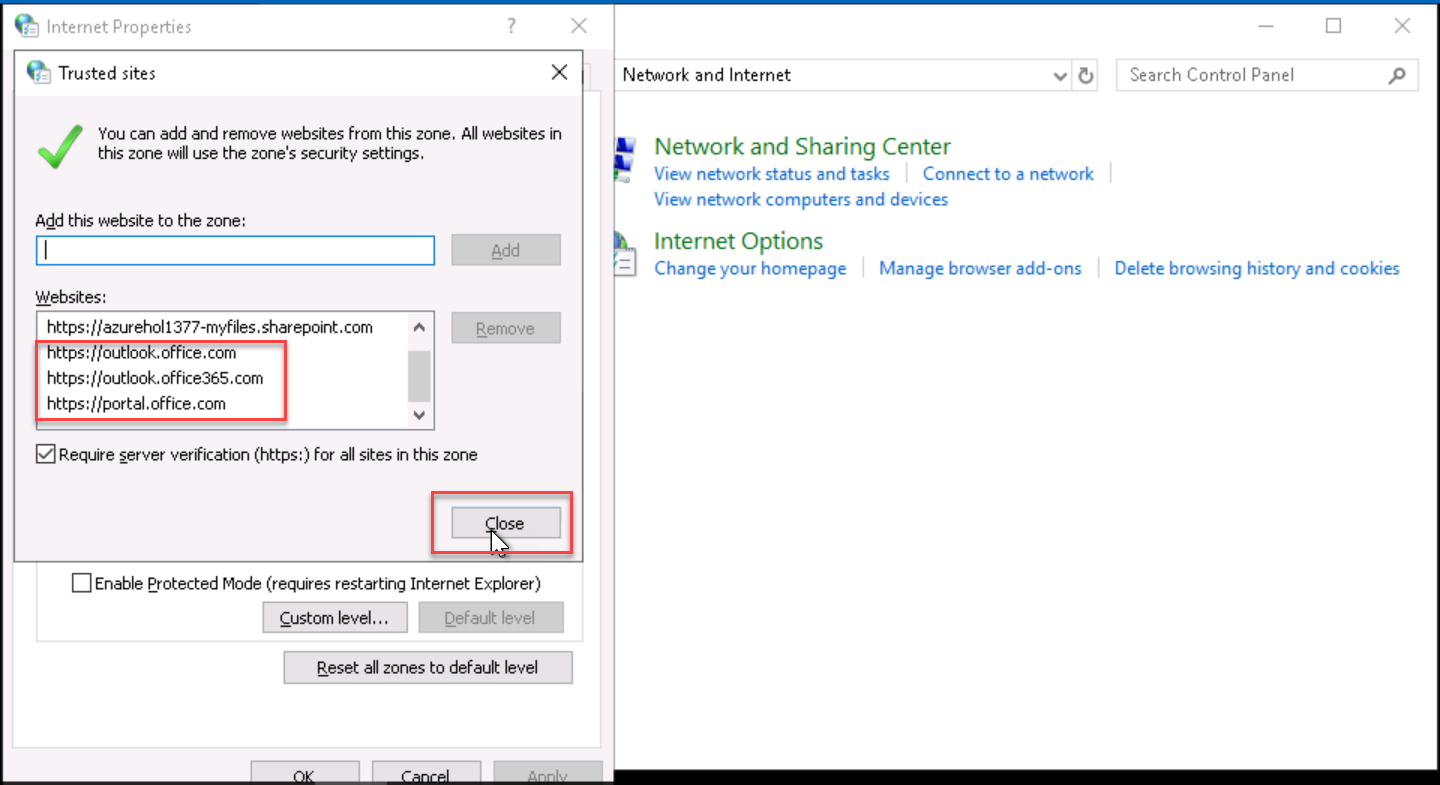 Internet Properties
?
Trusted sites
You can add and remove websites from this zone. All websites in
this zone will use the zone's security settings.
Add this website to the zone:
Add
Websites:
https://azurehol1377-myfiles.sharepoint.com
https://outlook.office.com
https://outlook.office365.com
https://portal.office.com
Remove
Require server verification (https:) for all sites in this zone
Close
Enable Protected Mode (requires restarting Internet Explorer)
Custom level...
Default level
Reset all zones to default level
OK
Cancel
Apply
Network and Internet
Search Control Panel
Network and Sharing Center
View network status and tasks
Connect to a network
View network computers and devices
Internet Options
Change your homepage
Manage browser add-ons
Delete browsing history and cookies